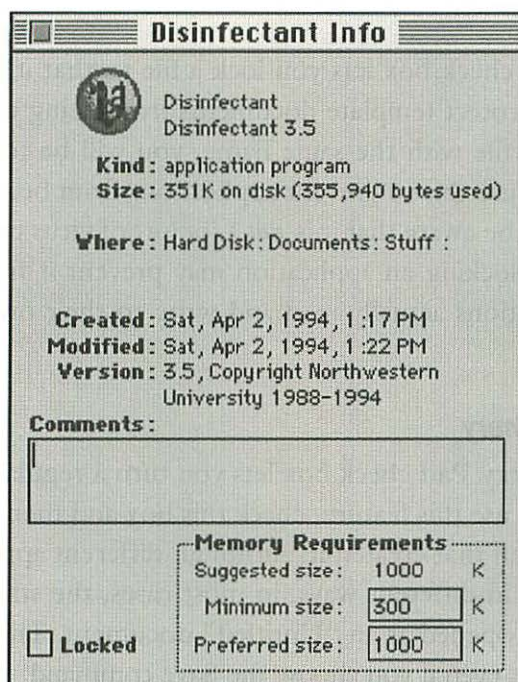 Disinfectant Info
Disinfectant
Disinfectant 3.5
Kind: application program
Size: 351K on disk (355,940 bytes used)
Where: Hard Disk: Documents: Stuff :
Created: Sat, Apr 2, 1994, 1:17 PM
Modified: Sat, Apr 2, 1994, 1:22 PM
Version: 3.5, Copyright Northwestern
University 1988-1994
Comments:
Memory Requirements
Suggested size: 1000 K
Minimum size: 300 K
Preferred size: 1000 K
Locked